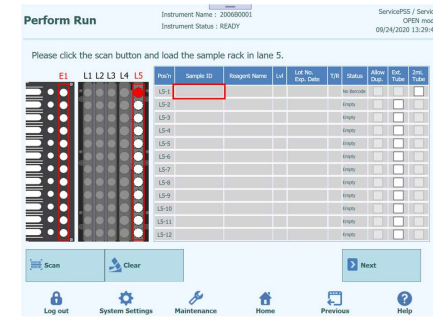 Perform Run
Instrument Name : 2006B0001
Instrument Status : READY
ServicePSS / Servic
OPEN mod
09/24/2020 13:29:4
Please click the scan button and load the sample rack in lane 5.
E1 L1 L2 L3 L4 L5
Pos'n Sample ID Reagent Name Lvl Lot No. Exp. Date T/R Status Allow Dup. Ext. Tube 2mL Tube
L5-1 No Barcode
L5-2 Empty
L5-3 Empty
L5-4 Empty
L5-5 Empty
L5-6 Empty
L5-7 Empty
L5-8 Empty
L5-9 Empty
L5-10 Empty
L5-11 Empty
L5-12 Empty
Scan Clear Next
Log out System Settings Maintenance Home Previous Help